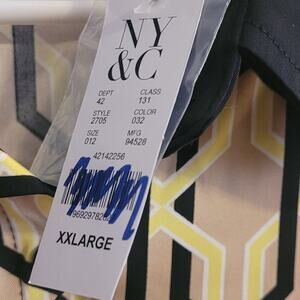 NY
&C
DEPT CLASS
42 131
STYLE COLOR
2705 032
SIZE MFG
012 94528
42142256
XXLARGE